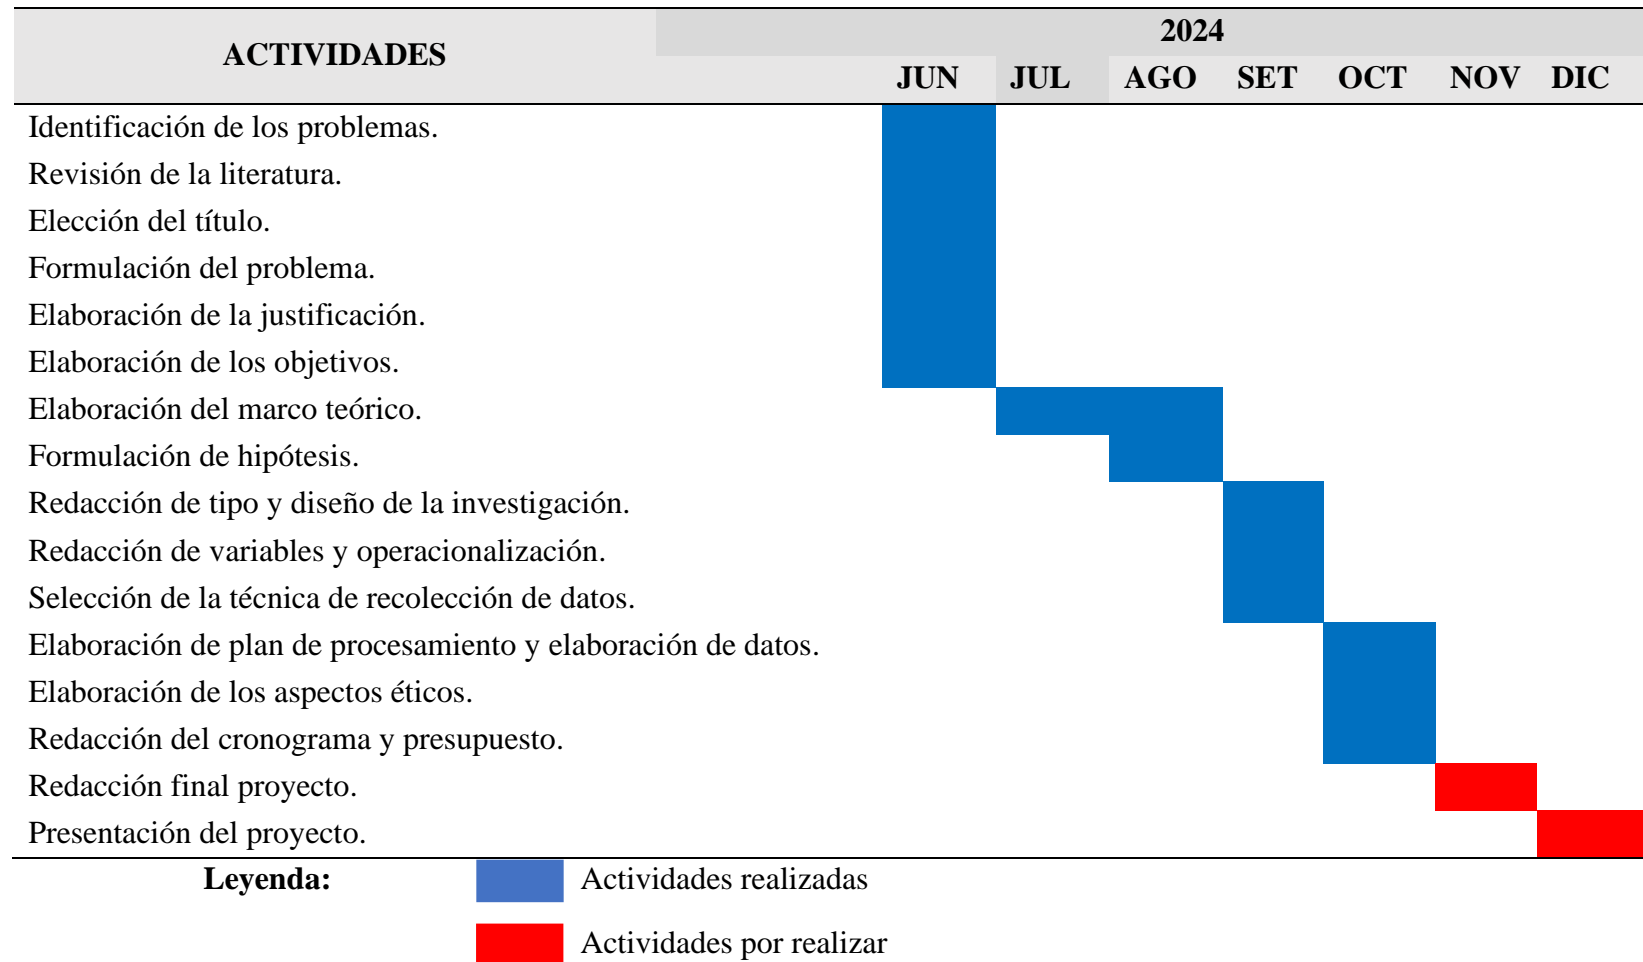 ACTIVIDADES
2024
JUN JUL AGO SET OCT NOV DIC
Identificación de los problemas.
Revisión de la literatura.
Elección del título.
Formulación del problema.
Elaboración de la justificación.
Elaboración de los objetivos.
Elaboración del marco teórico.
Formulación de hipótesis.
Redacción de tipo y diseño de la investigación.
Redacción de variables y operacionalización.
Selección de la técnica de recolección de datos.
Elaboración de plan de procesamiento y elaboración de datos.
Elaboración de los aspectos éticos.
Redacción del cronograma y presupuesto.
Redacción final proyecto.
Presentación del proyecto.
Leyenda: Actividades realizadas
Actividades por realizar